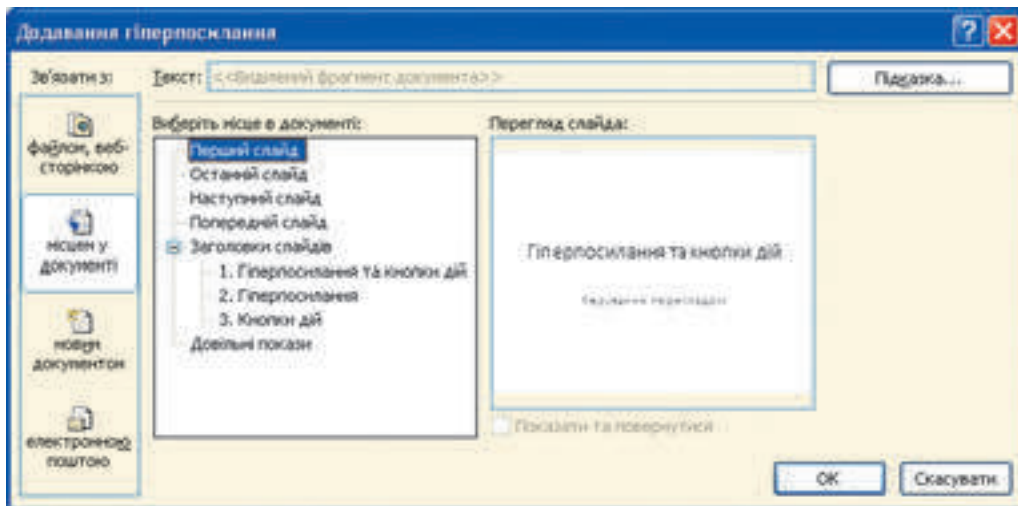 Додавання гіперпосилання
Зв'язати з:
Текст: <<Виділений фрагмент документа>>
Підказка...
файлом, веб-
сторінкою
місцем у
документі
новим
документом
електронною
поштою
Виберіть місце в документі:
Перший слайд
Останній слайд
Наступний слайд
Попередній слайд
Заголовки слайдів
1. Гіперпосилання та кнопки дій
2. Гіперпосилання
3. Кнопки дій
Довільні покази
Перегляд слайда:
Гіперпосилання та кнопки дій
Показати та повернутися
ОК
Скасувати